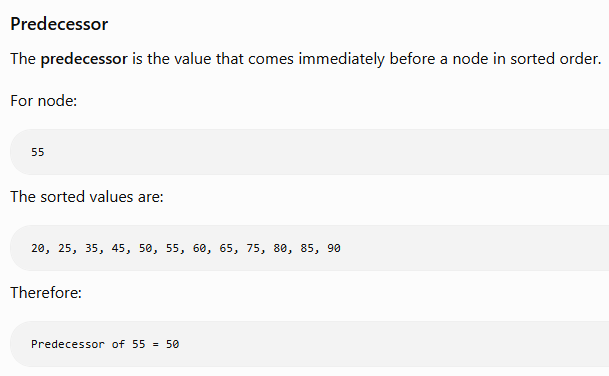 Predecessor
The predecessor is the value that comes immediately before a node in sorted order.
For node:
55
The sorted values are:
20, 25, 35, 45, 50, 55, 60, 65, 75, 80, 85, 90
Therefore:
Predecessor of 55 = 50